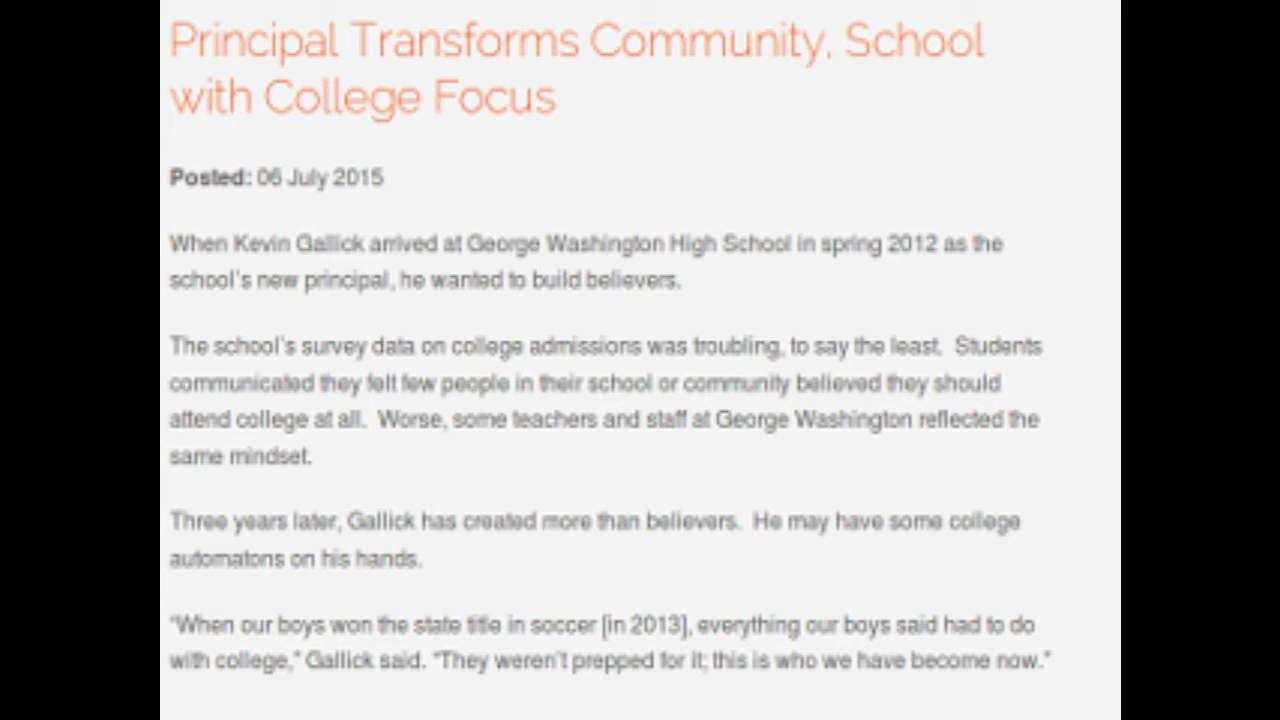 Principal Transforms Community, School
with College Focus
Posted: 06 July 2015
When Kevin Gallick arrived at George Washington High School in spring 2012 as the
school's new principal, he wanted to build believers.
The school's survey data on college admissions was troubling, to say the least.  Students
communicated they felt few people in their school or community believed they should
attend college at all.  Worse, some teachers and staff at George Washington reflected the
same mindset.
Three years later, Gallick has created more than believers.  He may have some college
automatons on his hands.
“When our boys won the state title in soccer [in 2013], everything our boys said had to do
with college,” Gallick said. “They weren't prepped for it; this is who we have become now.”